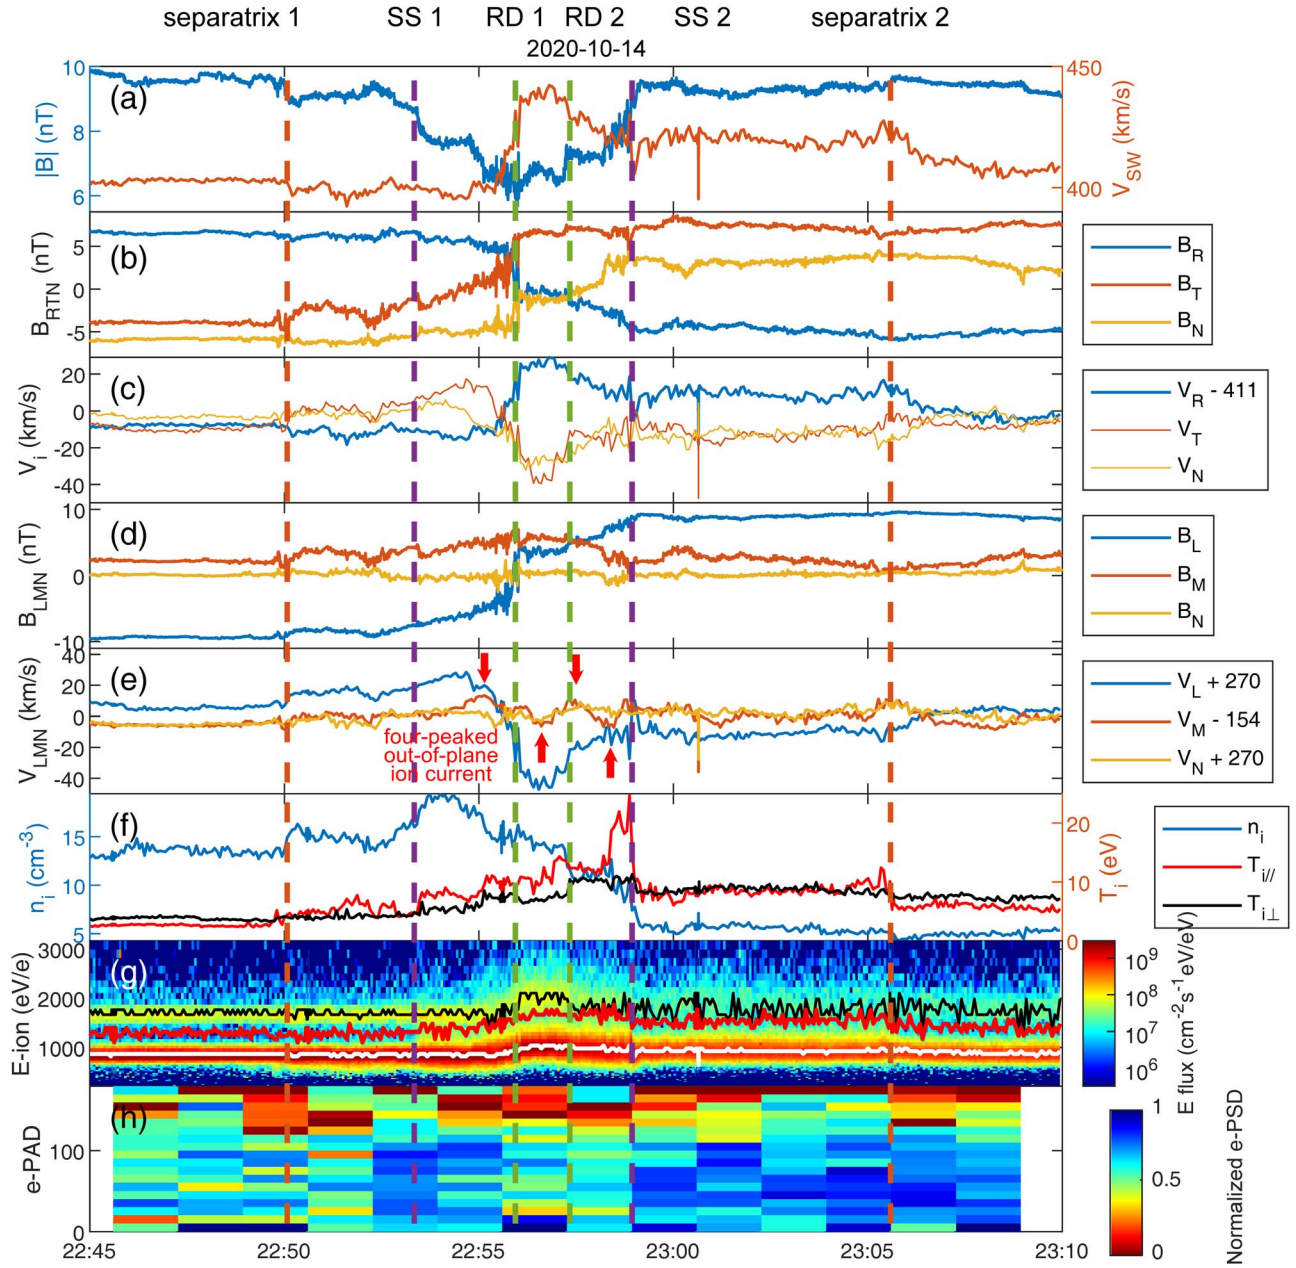 separatrix 1 SS 1 RD 1 RD 2 SS 2 separatrix 2
2020-10-14
(a)
|B| (nT)
10
8
6
450
400
V_SW (km/s)
(b)
B_RTN (nT)
5
0
-5
B_R
B_T
B_N
(c)
V_i (km/s)
20
0
-20
-40
V_R - 411
V_T
V_N
(d)
B_LMN (nT)
10
0
-10
B_L
B_M
B_N
(e)
V_LMN (km/s)
40
20
0
-20
-40
four-peaked
out-of-plane
ion current
V_L + 270
V_M - 154
V_N + 270
(f)
n_i (cm^-3)
15
10
5
20
10
0
T_i (eV)
n_i
T_i//
T_i⊥
(g)
E-ion (eV/e)
3000
2000
1000
10^9
10^8
10^7
10^6
E flux (cm^-2s^-1eV/eV)
(h)
e-PAD
100
0
1
0.5
0
Normalized e-PSD
22:45 22:50 22:55 23:00 23:05 23:10